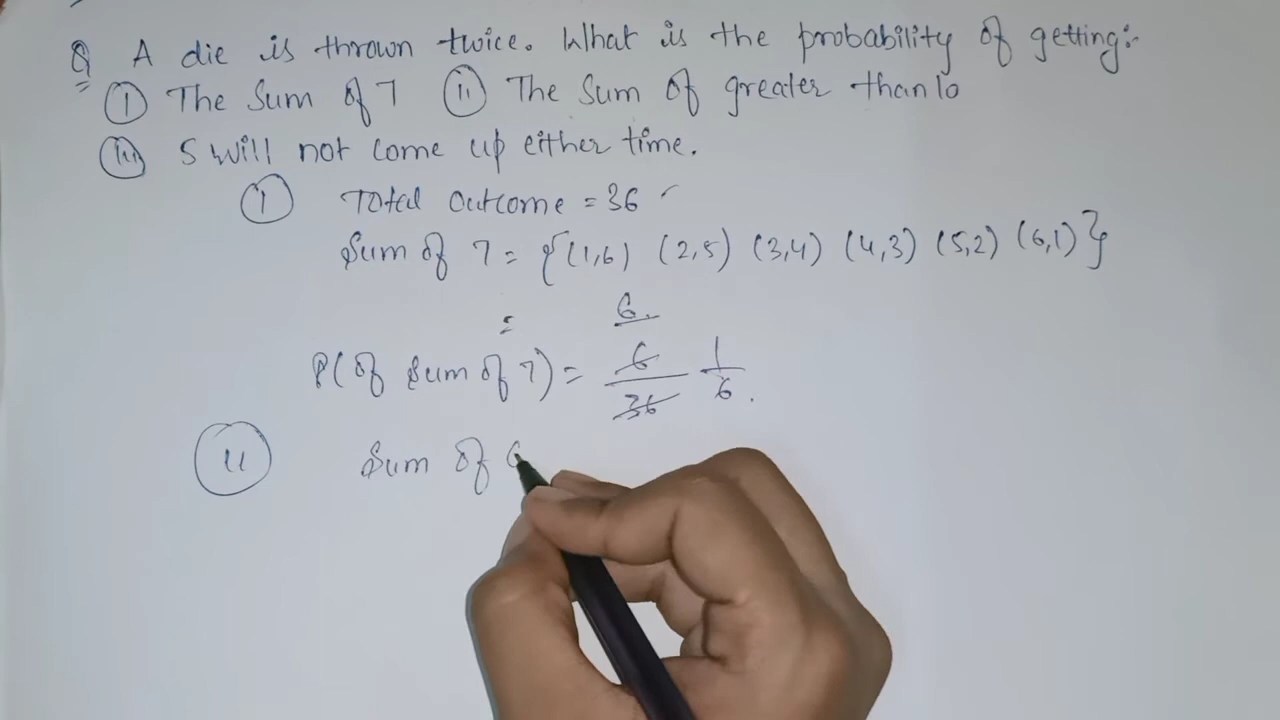 Q A die is thrown twice. What is the probability of getting:-
(i) The Sum of 7 (ii) The Sum of greater than 10
(iii) 5 will not come up either time.
(i) Total outcome = 36
Sum of 7 = {(1,6) (2,5) (3,4) (4,3) (5,2) (6,1)}
= 6.
P(of Sum of 7) = 6/36 1/6.
(ii) Sum of